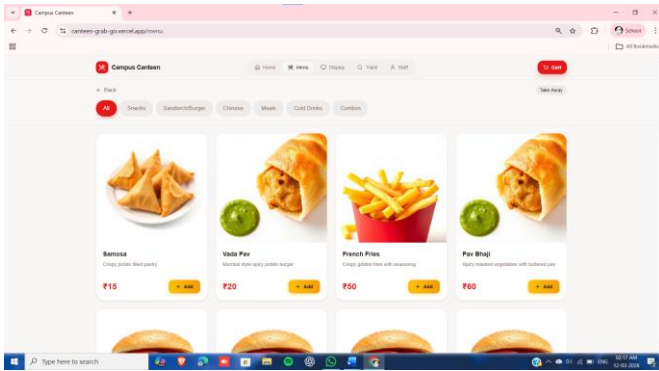 Campus Canteen
canteen-grab-go.vercel.app/menu
School
All Bookmarks
Campus Canteen
Home Menu Display Track Staff
Cart
← Back
Take Away
All Snacks Sandwich/Burger Chinese Meals Cold Drinks Combos
Samosa
Crispy potato filled pastry
₹15
+ Add
Vada Pav
Mumbai style spicy potato burger
₹20
+ Add
French Fries
Crispy golden fries with seasoning
₹50
+ Add
Pav Bhaji
Spicy mashed vegetables with buttered pav
₹60
+ Add
Type here to search
ENG
02:17 AM
12-03-2026